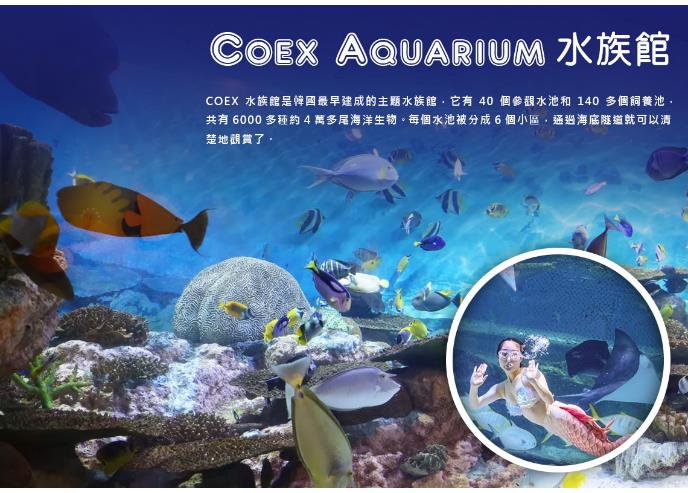 COEX AQUARIUM 水族館
COEX 水族館是韓國最早建成的主題水族館，它有 40 個參觀水池和 140 多個飼養池，
共有 6000 多種約 4 萬多尾海洋生物。每個水池被分成 6 個小區，通過海底隧道就可以清
楚地觀賞了。